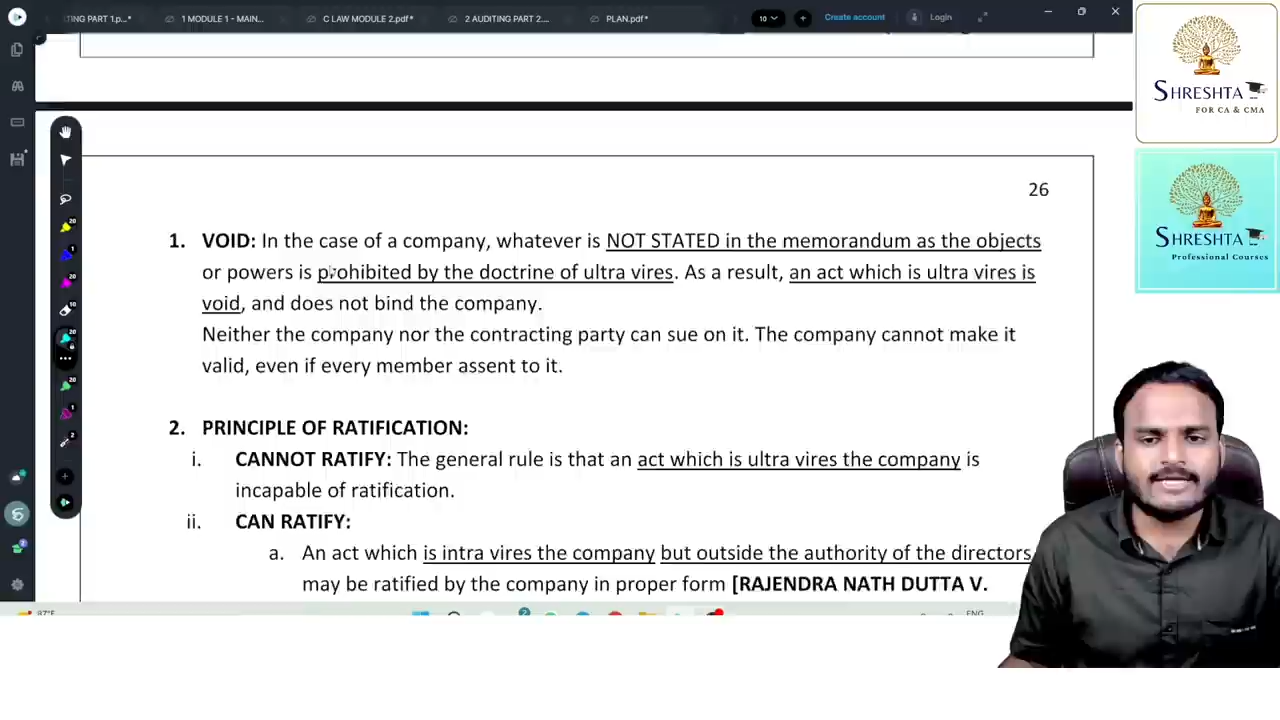 TING PART 1.p...*
1 MODULE 1 - MAIN...
C LAW MODULE 2.pdf*
2 AUDITING PART 2....
PLAN.pdf*
10
Create account
Login
SHRESHTA
FOR CA & CMA
SHRESHTA
Professional Courses
26
1. VOID: In the case of a company, whatever is NOT STATED in the memorandum as the objects
or powers is prohibited by the doctrine of ultra vires. As a result, an act which is ultra vires is
void, and does not bind the company.
Neither the company nor the contracting party can sue on it. The company cannot make it
valid, even if every member assent to it.
2. PRINCIPLE OF RATIFICATION:
i. CANNOT RATIFY: The general rule is that an act which is ultra vires the company is
incapable of ratification.
ii. CAN RATIFY:
a. An act which is intra vires the company but outside the authority of the directors
may be ratified by the company in proper form [RAJENDRA NATH DUTTA V.
87°F
ENG